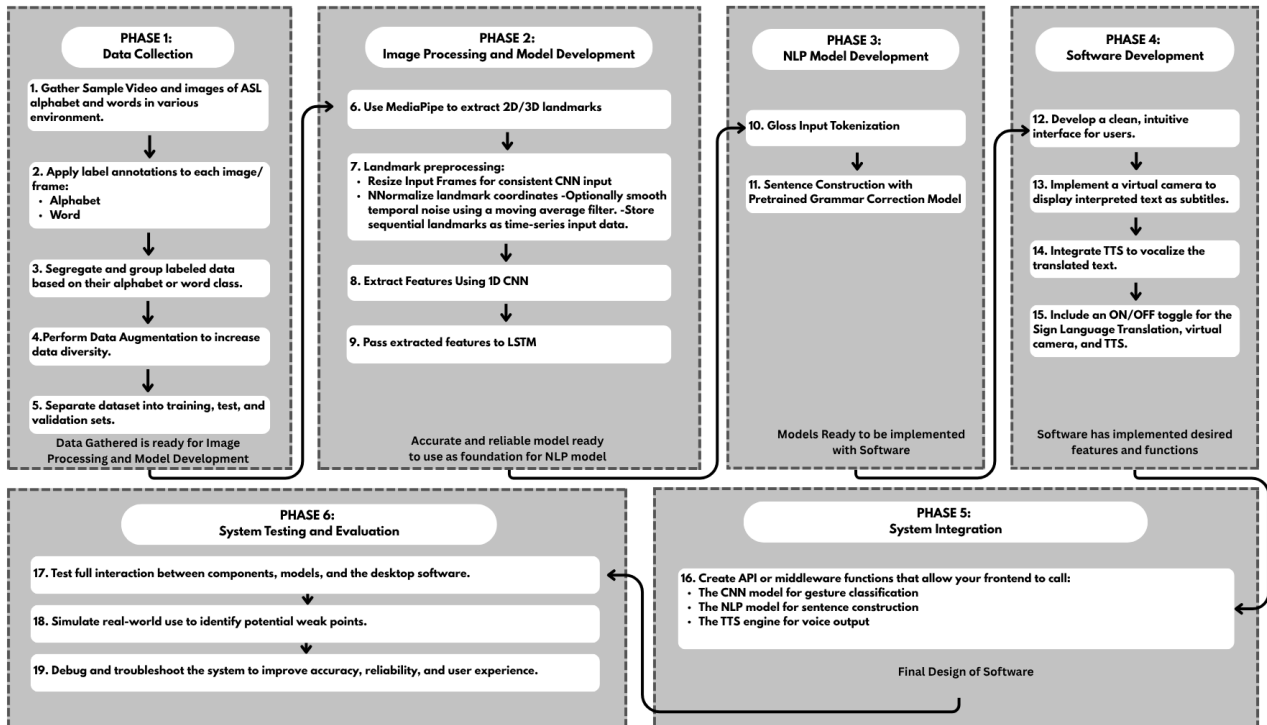 PHASE 1:
Data Collection
1. Gather Sample Video and images of ASL
alphabet and words in various
environment.
2. Apply label annotations to each image/
frame:
• Alphabet
• Word
3. Segregate and group labeled data
based on their alphabet or word class.
4.Perform Data Augmentation to increase
data diversity.
5. Separate dataset into training, test, and
validation sets.
Data Gathered is ready for Image
Processing and Model Development
PHASE 2:
Image Processing and Model Development
6. Use MediaPipe to extract 2D/3D landmarks
7. Landmark preprocessing:
• Resize Input Frames for consistent CNN input
• NNormalize landmark coordinates -Optionally smooth
temporal noise using a moving average filter. -Store
sequential landmarks as time-series input data.
8. Extract Features Using 1D CNN
9. Pass extracted features to LSTM
Accurate and reliable model ready
to use as foundation for NLP model
PHASE 3:
NLP Model Development
10. Gloss Input Tokenization
11. Sentence Construction with
Pretrained Grammar Correction Model
Models Ready to be implemented
with Software
PHASE 4:
Software Development
12. Develop a clean, intuitive
interface for users.
13. Implement a virtual camera to
display interpreted text as subtitles.
14. Integrate TTS to vocalize the
translated text.
15. Include an ON/OFF toggle for the
Sign Language Translation, virtual
camera, and TTS.
Software has implemented desired
features and functions
PHASE 5:
System Integration
16. Create API or middleware functions that allow your frontend to call:
• The CNN model for gesture classification
• The NLP model for sentence construction
• The TTS engine for voice output
Final Design of Software
PHASE 6:
System Testing and Evaluation
17. Test full interaction between components, models, and the desktop software.
18. Simulate real-world use to identify potential weak points.
19. Debug and troubleshoot the system to improve accuracy, reliability, and user experience.